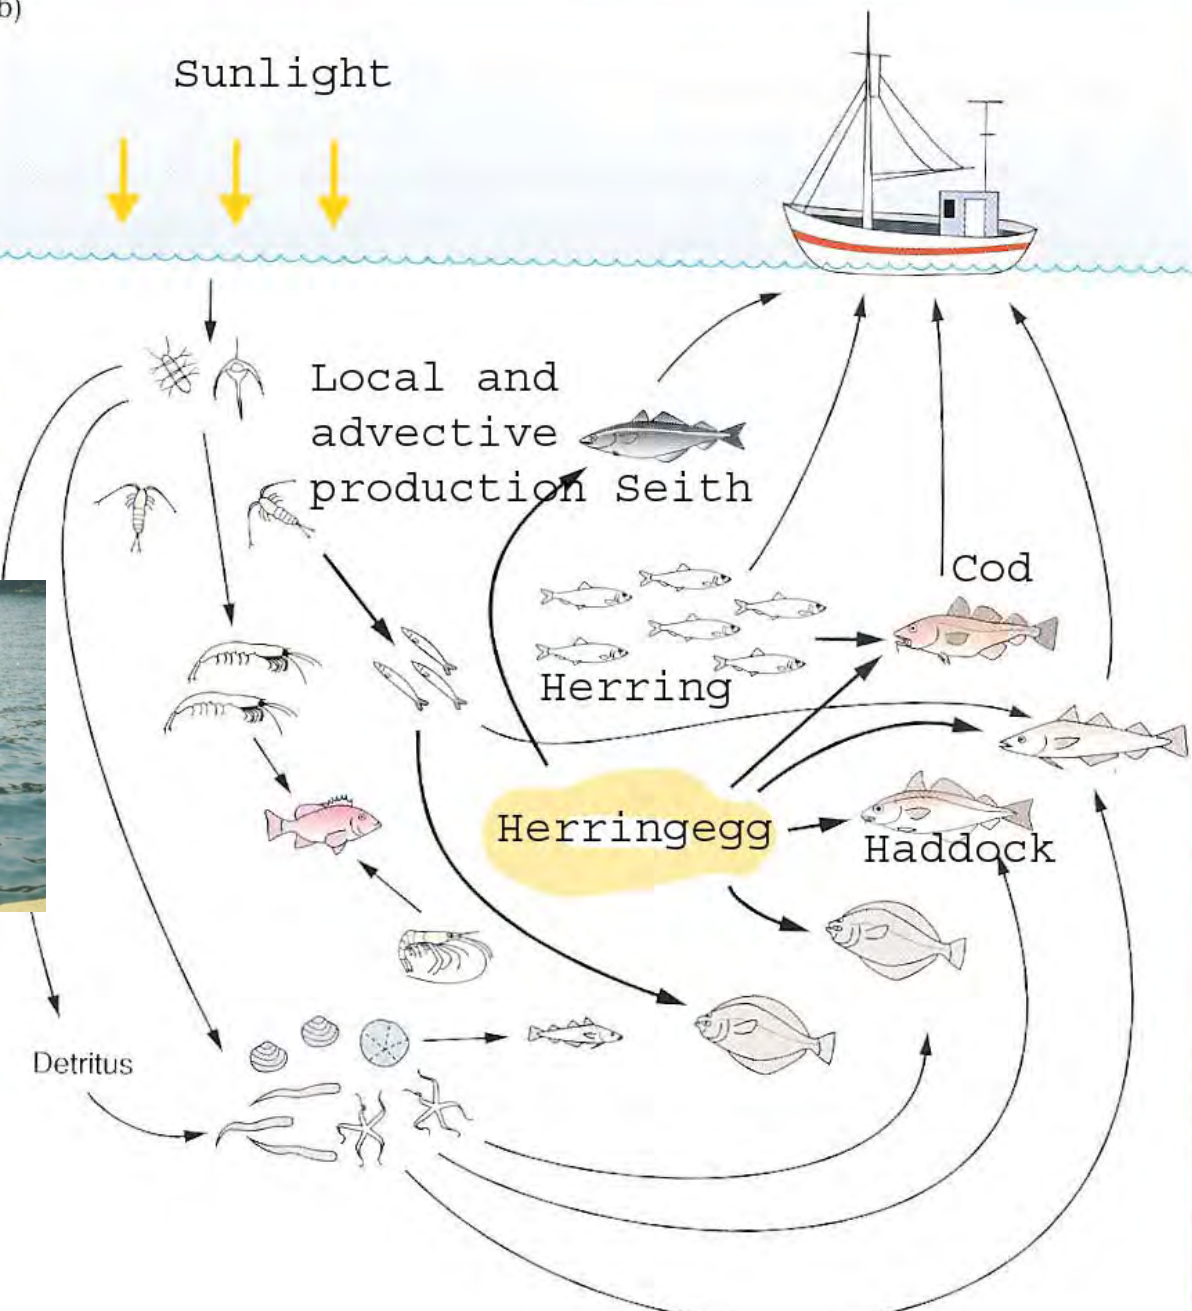 b)
Sunlight
Local and
advective
production
Seith
Cod
Herring
Herringegg
Haddock
Detritus